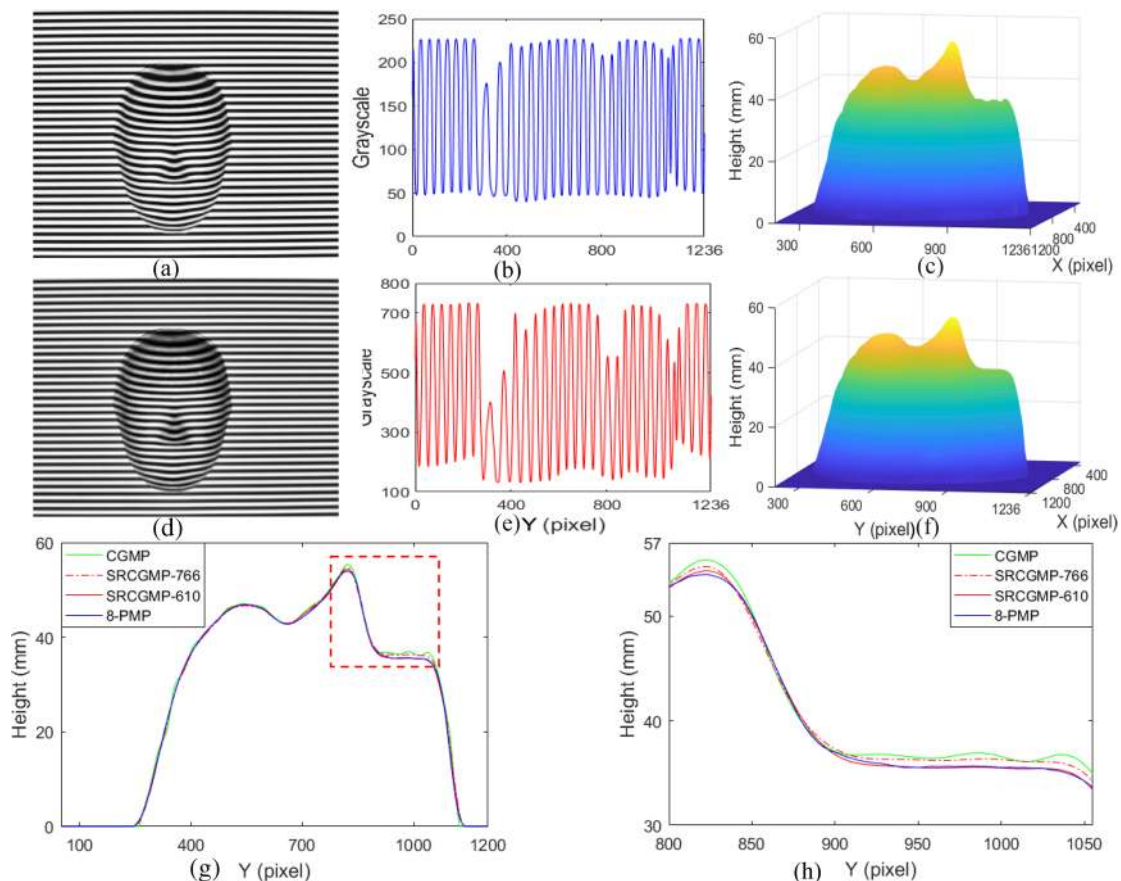 (a)
250
200
150
100
50
0
Grayscale
0 400 800 1236
(b)
60
40
20
0
Height (mm)
300 600 900 1236 1200 800 400
X (pixel)
(c)
(d)
800
700
500
300
100
Grayscale
0 400 800 1236
(e) Y (pixel)
60
40
20
0
Height (mm)
300 600 900 1236 1200 800 400
Y (pixel)
X (pixel)
(f)
60
40
20
0
Height (mm)
CGMP
SRCGMP-766
SRCGMP-610
8-PMP
100 400 700 1000 1200
(g) Y (pixel)
57
50
40
30
Height (mm)
CGMP
SRCGMP-766
SRCGMP-610
8-PMP
800 850 900 950 1000 1050
(h) Y (pixel)